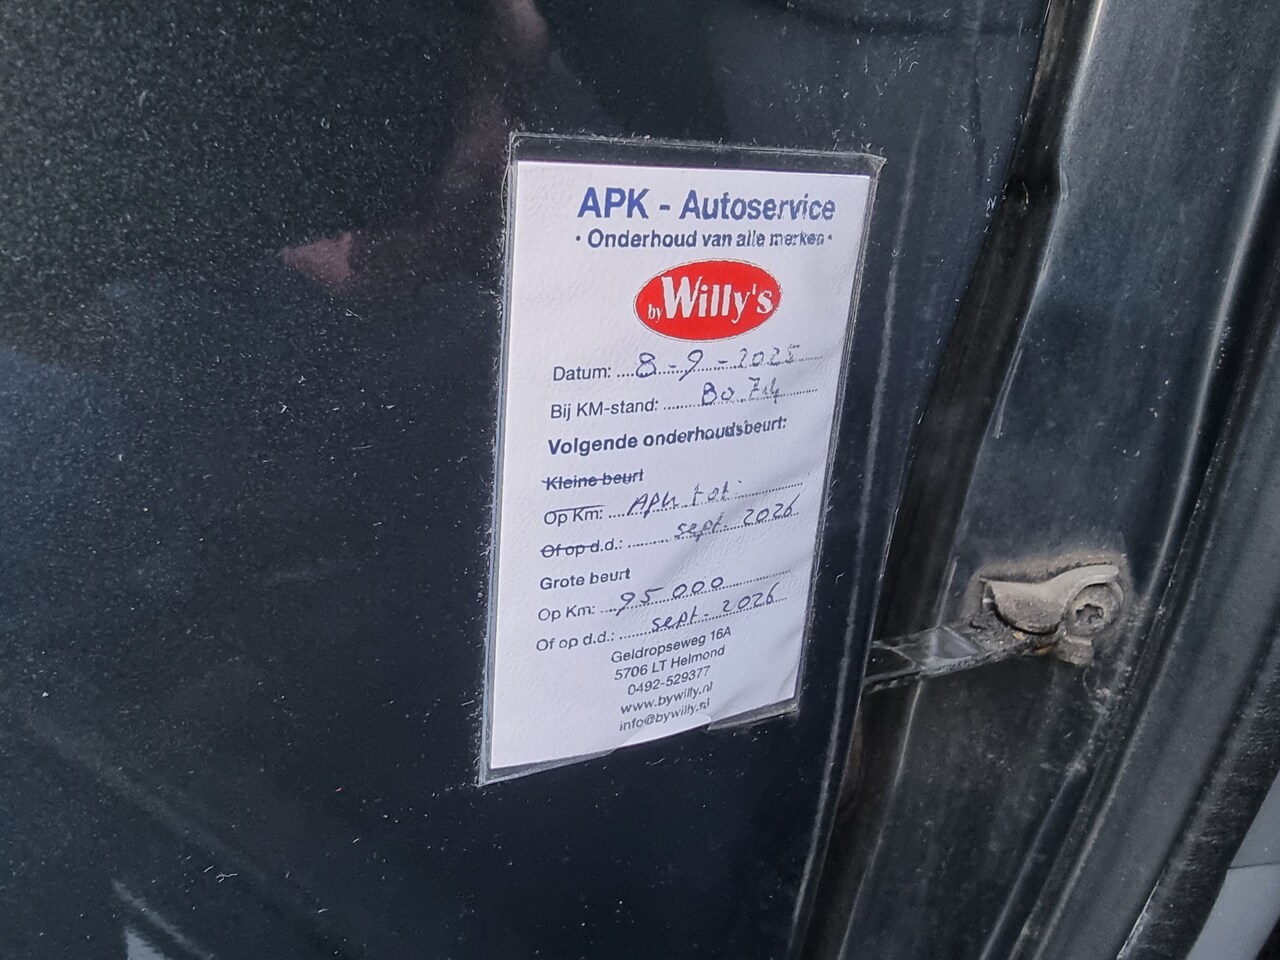 APK - Autoservice
· Onderhoud van alle merken ·
by Willy's
Datum: 8-9-2025
Bij KM-stand: 80 714
Volgende onderhoudsbeurt:
Kleine beurt
Op Km: Apk tot
Of op d.d.: sept. 2026
Grote beurt
Op Km: 95 000
Of op d.d.: sept. 2026
Geldropseweg 16A
5706 LT Helmond
0492-529377
www.bywilly.nl
info@bywilly.nl